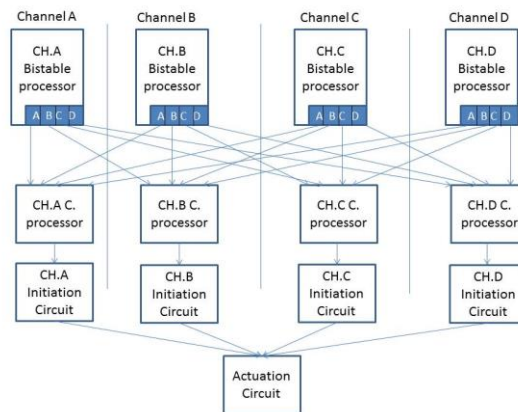 Channel A
Channel B
Channel C
Channel D
CH.A
Bistable
processor
A B C D
CH.B
Bistable
processor
A B C D
CH.C
Bistable
processor
A B C D
CH.D
Bistable
processor
A B C D
CH.A C.
processor
CH.B C.
processor
CH.C C.
processor
CH.D C.
processor
CH.A
Initiation
Circuit
CH.B
Initiation
Circuit
CH.C
Initiation
Circuit
CH.D
Initiation
Circuit
Actuation
Circuit